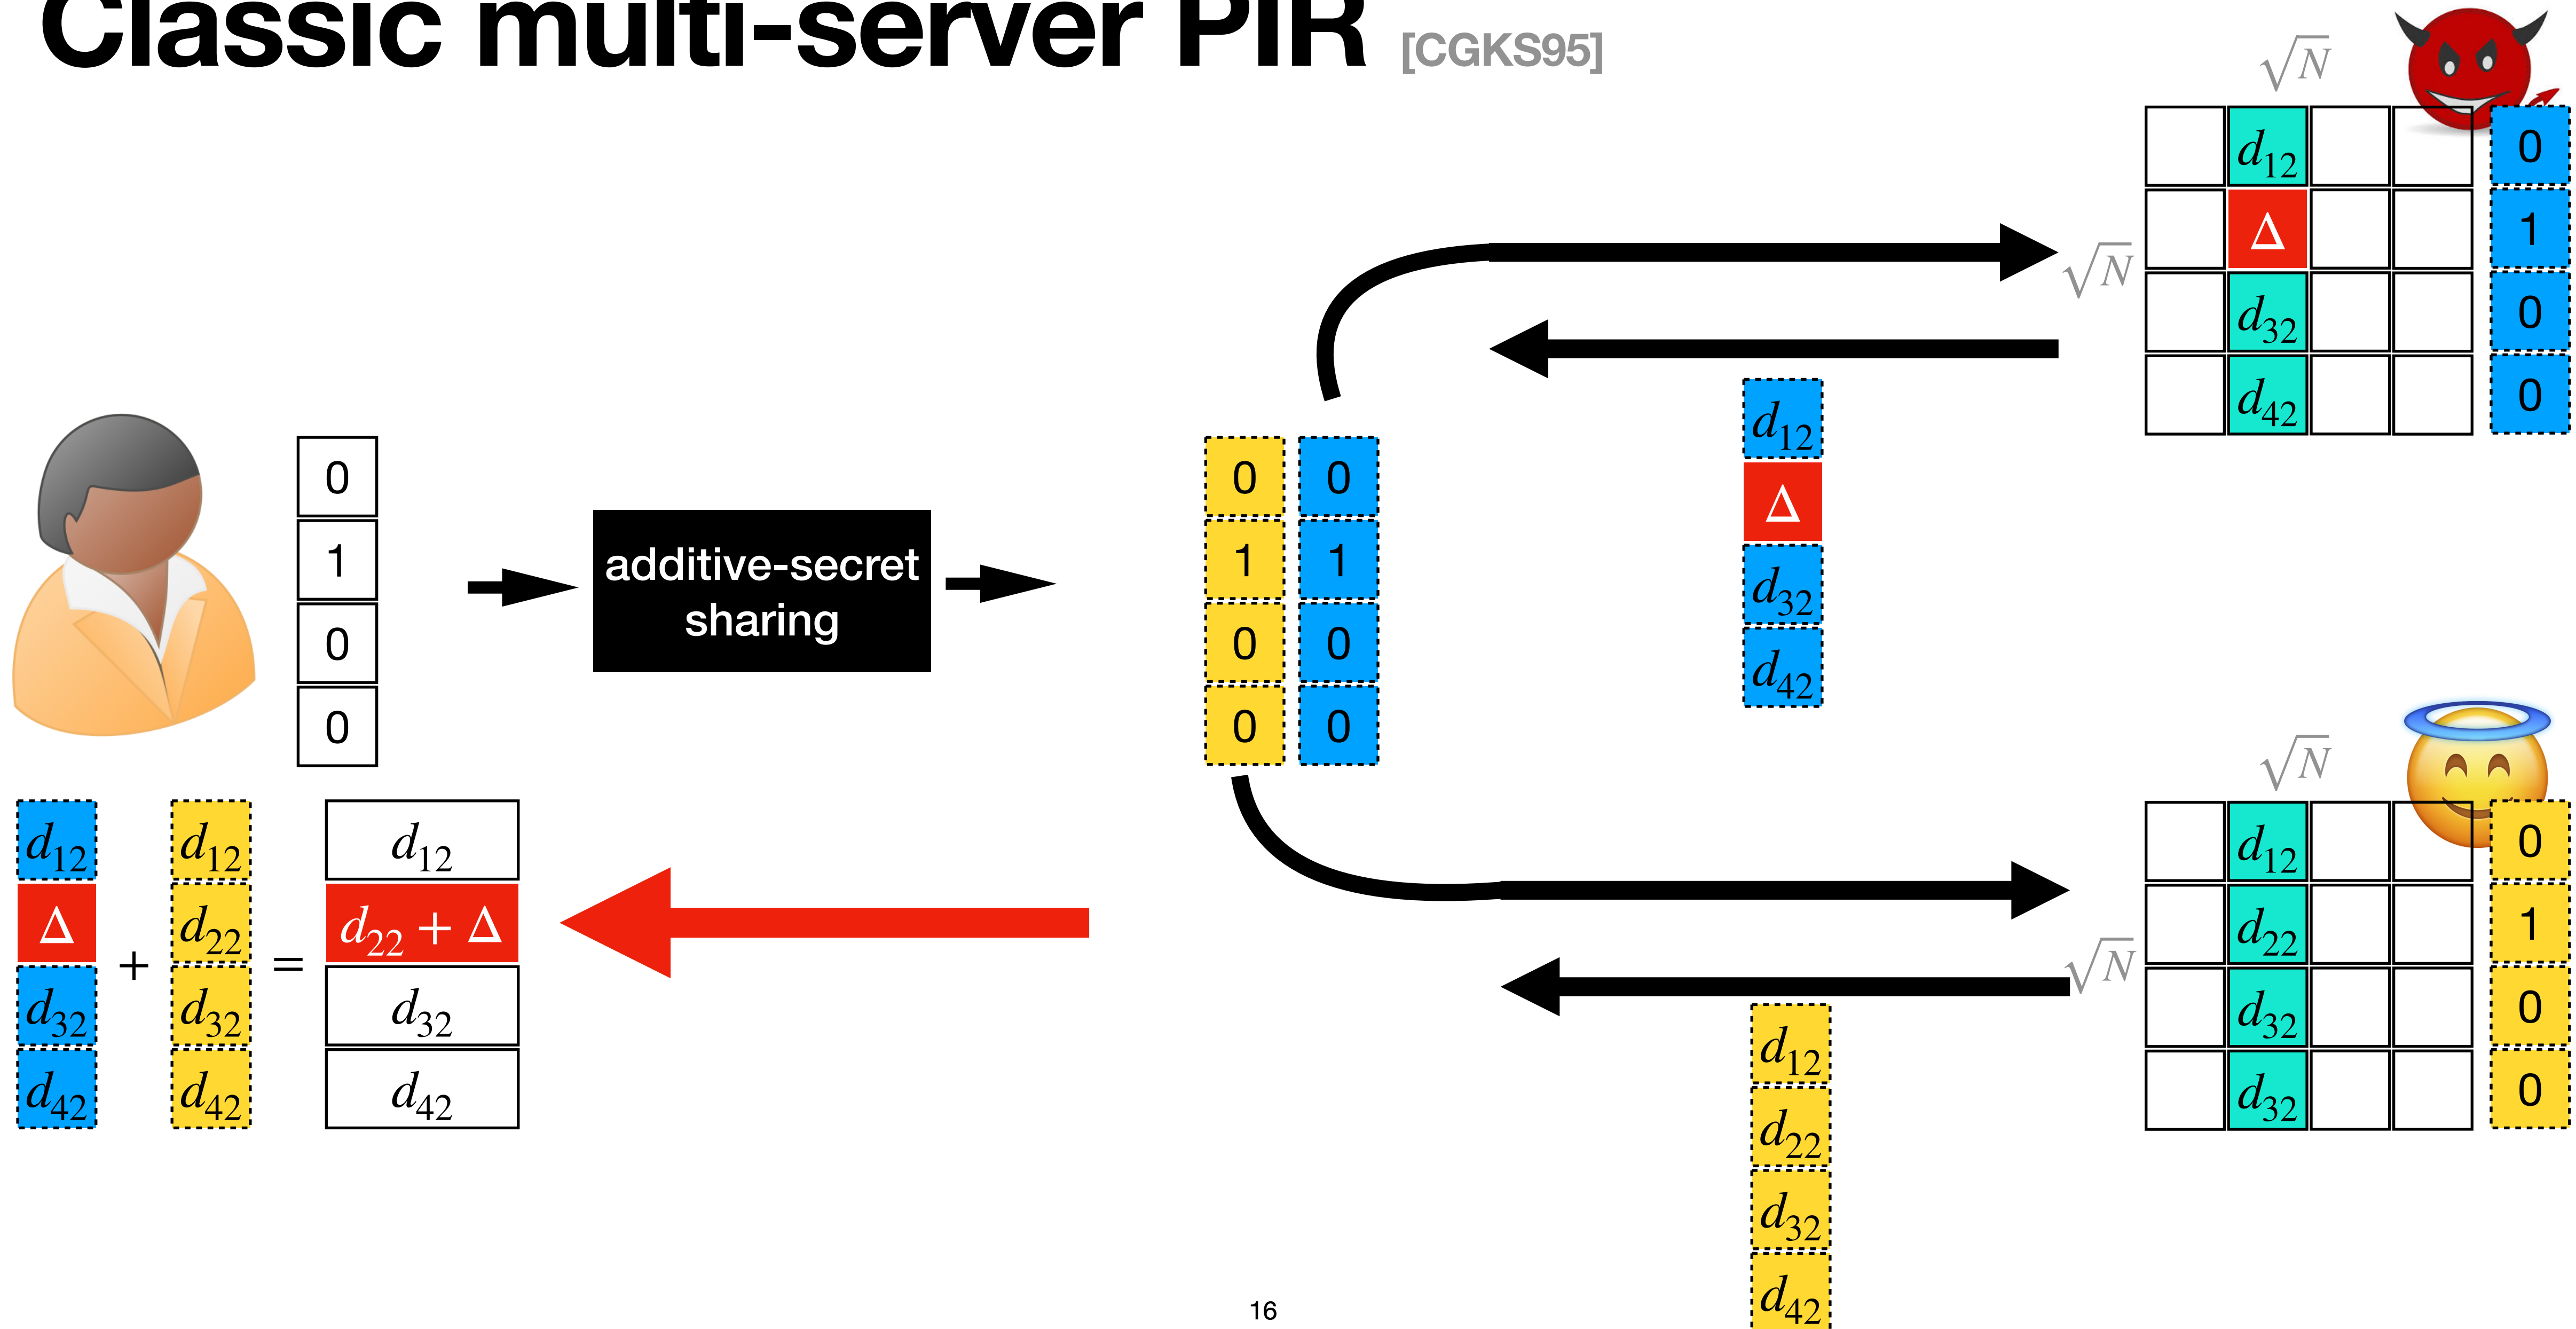 Classic multi-server PIR [CGKS95]
√N
√N
d12
Δ
d32
d42
0
1
0
0
d12
Δ
d32
d42
0
1
0
0
additive-secret
sharing
0 0
1 1
0 0
0 0
√N
√N
d12
d22
d32
d32
0
1
0
0
d12 d12 d12
Δ + d22 = d22 + Δ
d32 d32 d32
d42 d42 d42
d12
d22
d32
d42
16